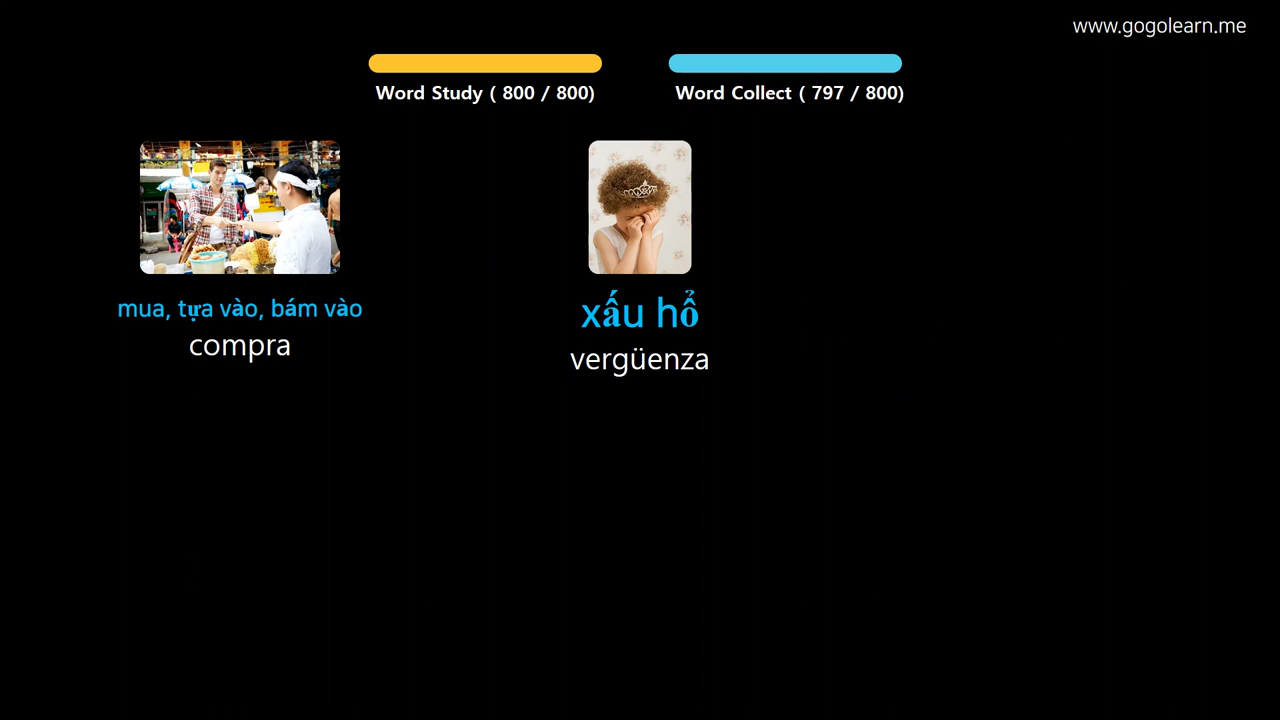 www.gogolearn.me
Word Study ( 800 / 800)
Word Collect ( 797 / 800)
mua, tựa vào, bám vào
compra
xấu hổ
vergüenza